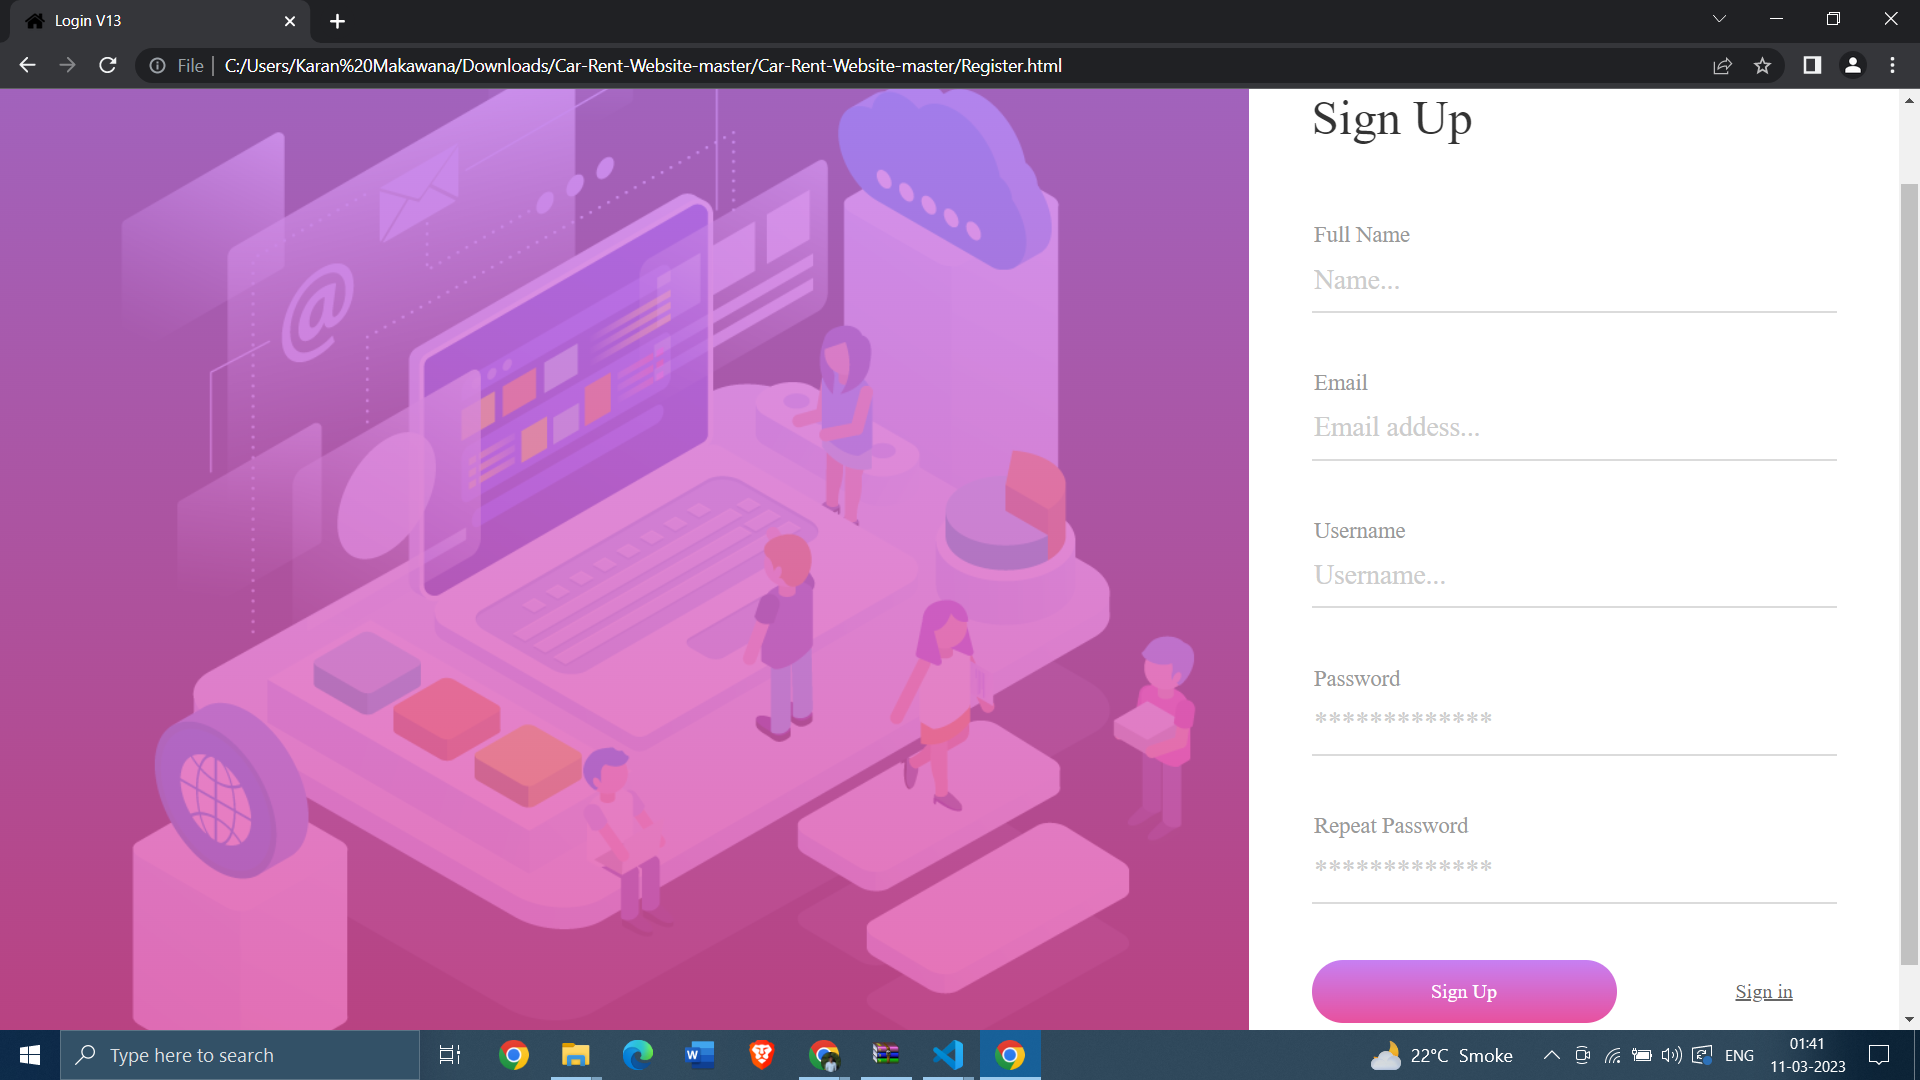 Login V13
File
C:/Users/Karan%20Makawana/Downloads/Car-Rent-Website-master/Car-Rent-Website-master/Register.html
@
Sign Up
Full Name
Name...
Email
Email addess...
Username
Username...
Password
*************
Repeat Password
*************
Sign Up
Sign in
Type here to search
22°C Smoke
ENG
01:41
11-03-2023